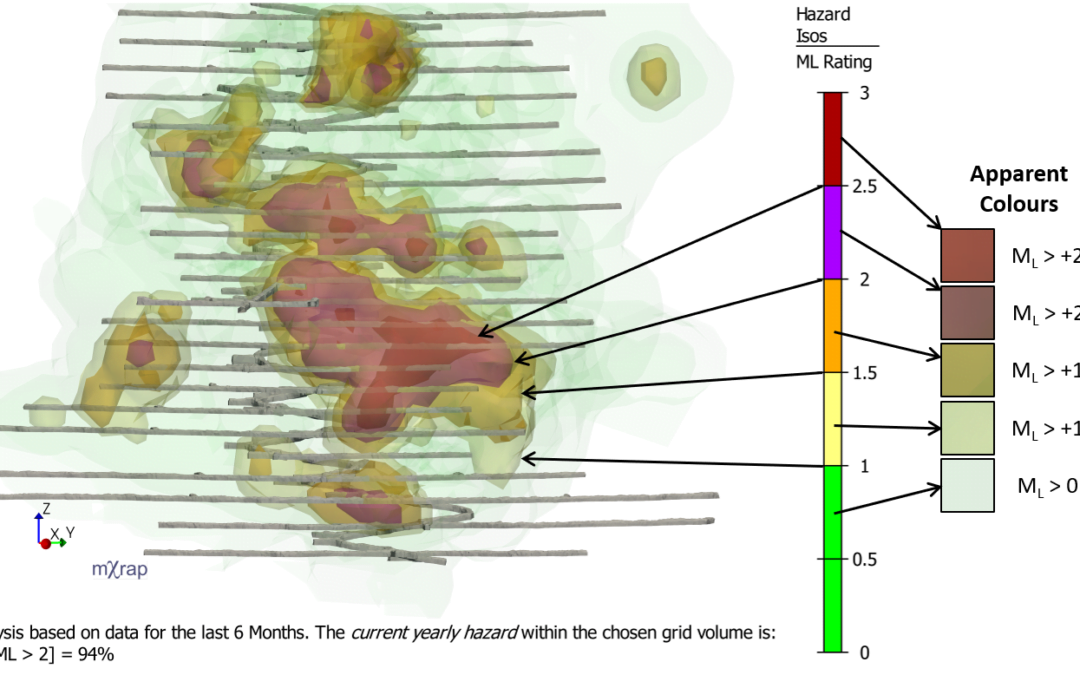 Hazard
Isos
ML Rating
3
2.5
2
1.5
1
0.5
0
Apparent
Colours
M_L > +2
M_L > +2
M_L > +1
M_L > +1
M_L > 0
Z
X Y
mχrap
ysis based on data for the last 6 Months. The current yearly hazard within the chosen grid volume is:
ML > 2] = 94%